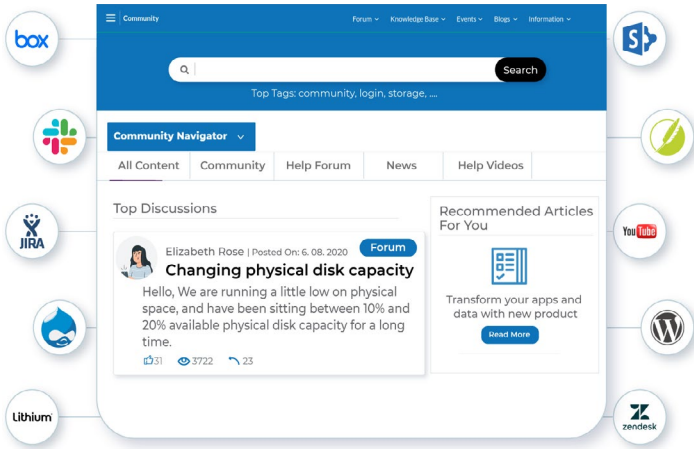 Community
Forum Knowledge Base Events Blogs Information
box
Search
Top Tags: community, login, storage, ....
S
Community Navigator
All Content Community Help Forum News Help Videos
Top Discussions
Recommended Articles
For You
JIRA
You Tube
Elizabeth Rose | Posted On: 6. 08. 2020 Forum
Changing physical disk capacity
Hello, We are running a little low on physical
space, and have been sitting between 10% and
20% available physical disk capacity for a long
time.
31 3722 23
Transform your apps and
data with new product
Read More
W
Lithium
zendesk